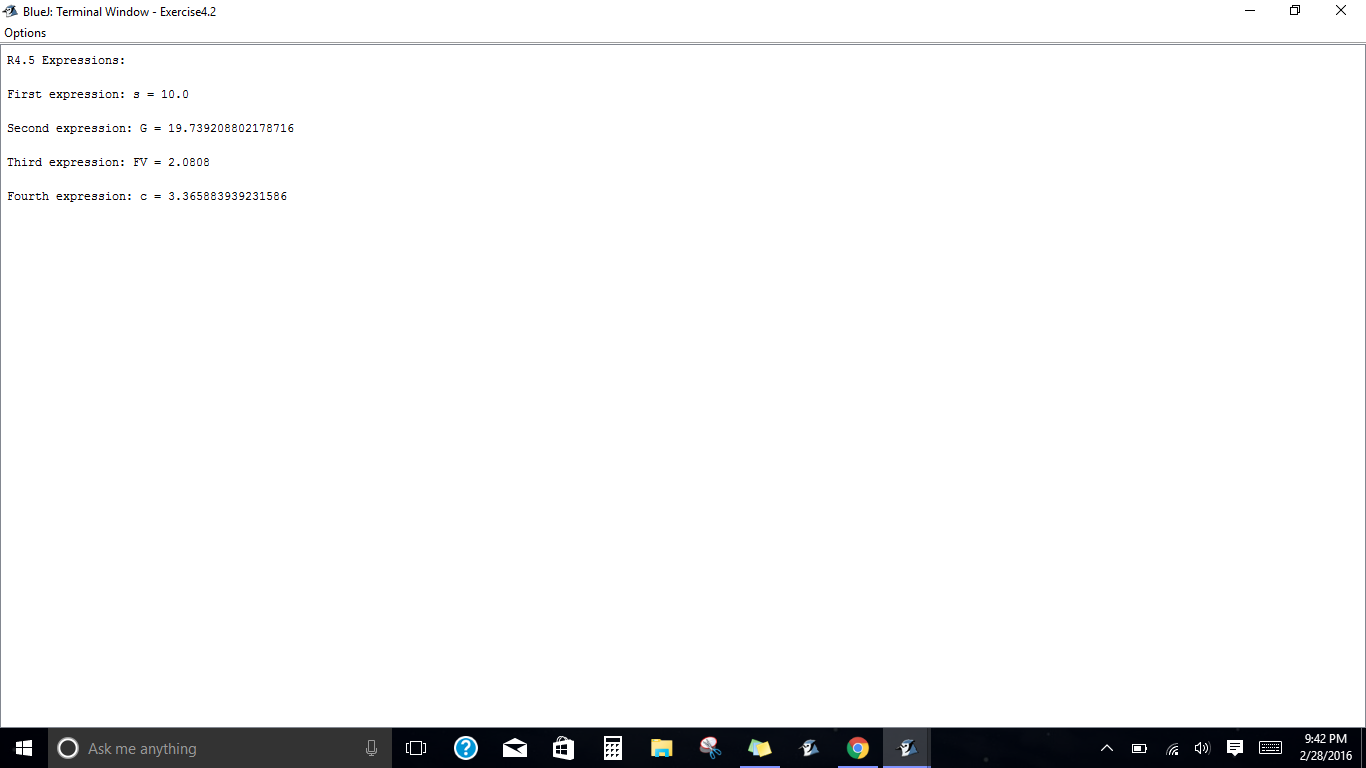 BlueJ: Terminal Window - Exercise4.2
Options
R4.5 Expressions:
First expression: s = 10.0
Second expression: G = 19.739208802178716
Third expression: FV = 2.0808
Fourth expression: c = 3.365883939231586
Ask me anything
9:42 PM
2/28/2016